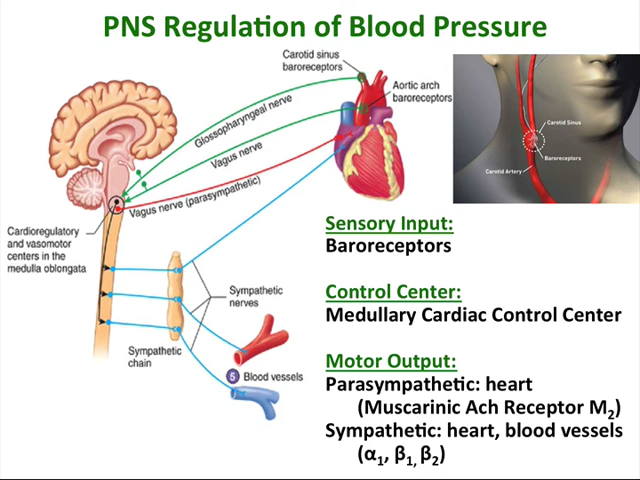 PNS Regulation of Blood Pressure
Carotid sinus
baroreceptors
Aortic arch
baroreceptors
Glossopharyngeal nerve
Vagus nerve
Vagus nerve (parasympathetic)
Carotid Sinus
Baroreceptors
Carotid Artery
Cardioregulatory
and vasomotor
centers in the
medulla oblongata
Sympathetic
nerves
Sympathetic
chain
5 Blood vessels
Sensory Input:
Baroreceptors
Control Center:
Medullary Cardiac Control Center
Motor Output:
Parasympathetic: heart
(Muscarinic Ach Receptor M₂)
Sympathetic: heart, blood vessels
(α₁, β₁, β₂)